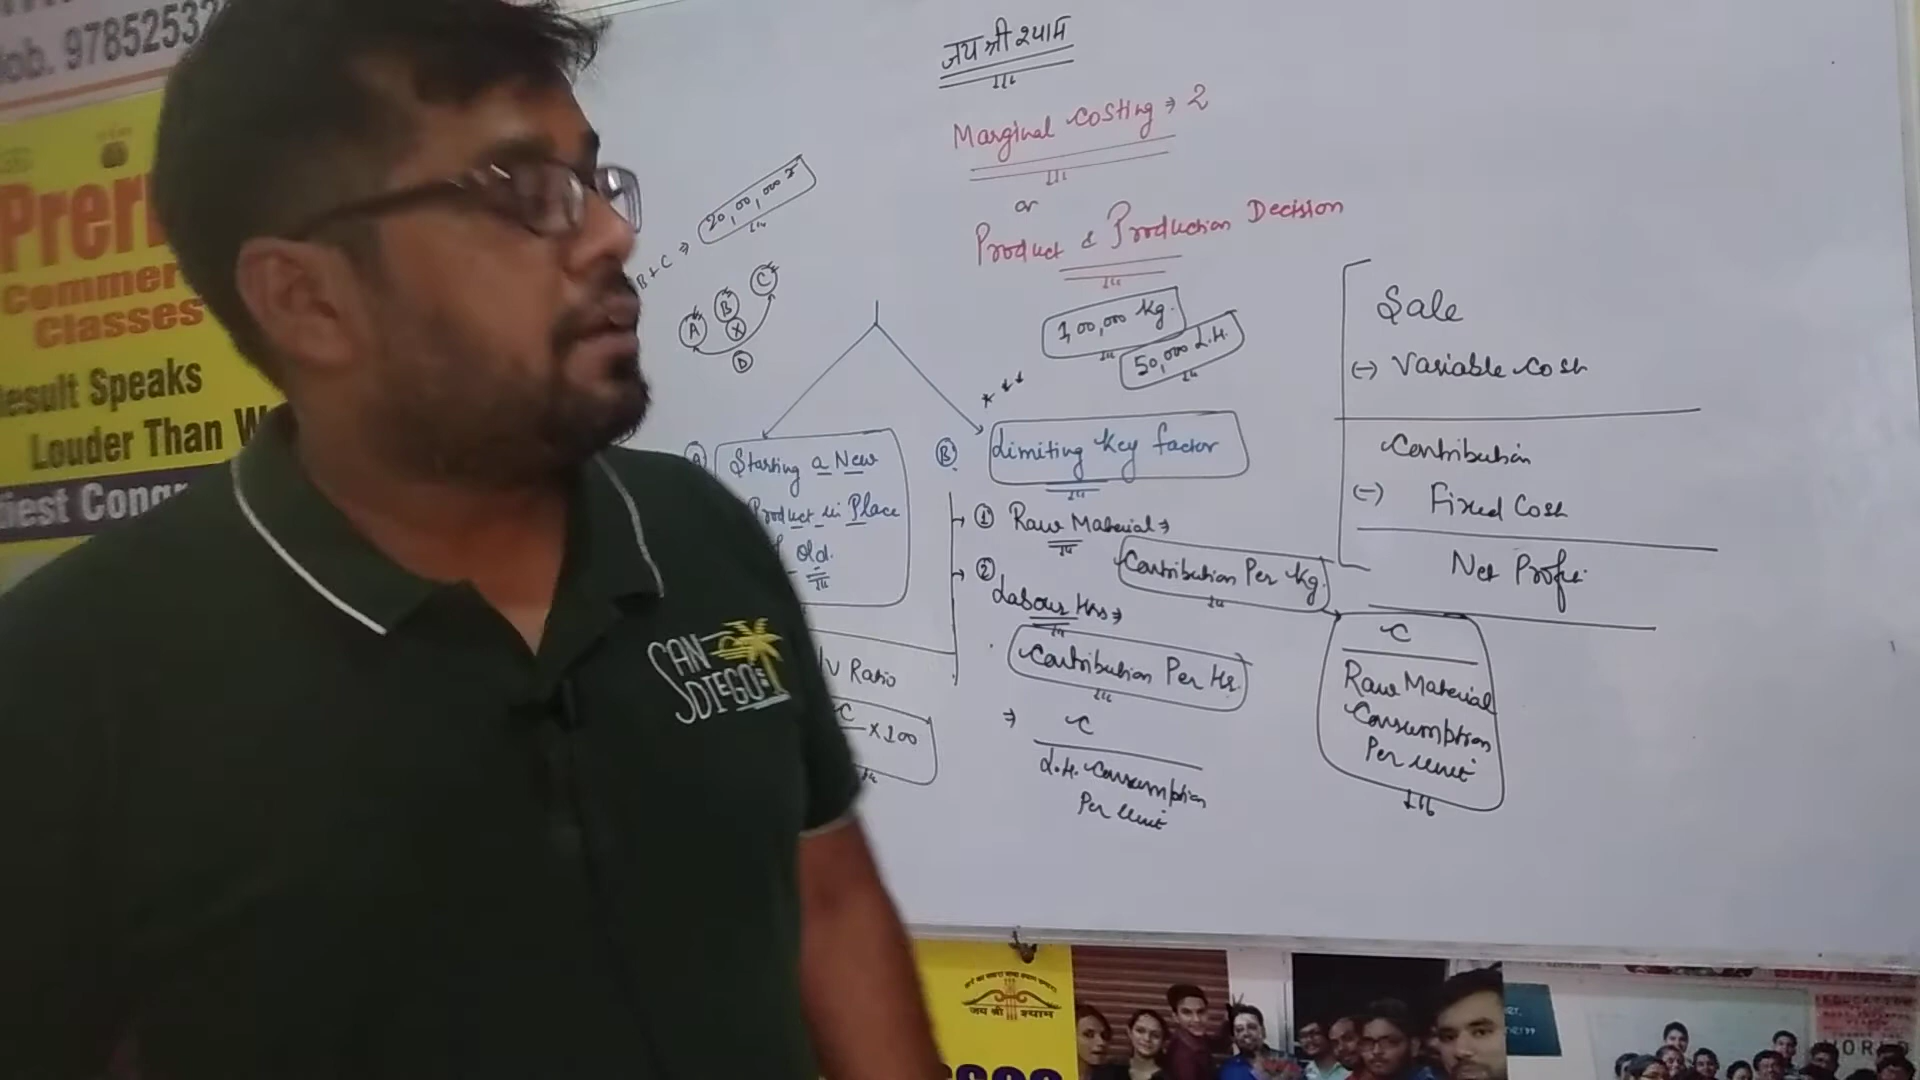 ob. 9785253
Prer
Commer
Classes
Result Speaks
Louder Than W
iest Cong
जय श्री श्याम
Marginal Costing ⇒ 2
or
Product & Production Decision
B + C ⇒ 20,00,000 ₹
A B C
X
D
1,00,000 Kg.
50,000 L.H.
A
Starting a New
Product in Place
of old.
V Ratio
C
× 100
B
Limiting Key factor
① Raw Material ⇒
Contribution Per Kg.
② Labour Hrs ⇒
Contribution Per Hr.
⇒ C
L.H. Consumption
Per Unit
Sale
(-) Variable Cost
Contribution
(-) Fixed Cost
Net Profit
C
Raw Material
Consumption
Per Unit
SAN
DIEGO
जय श्री श्याम